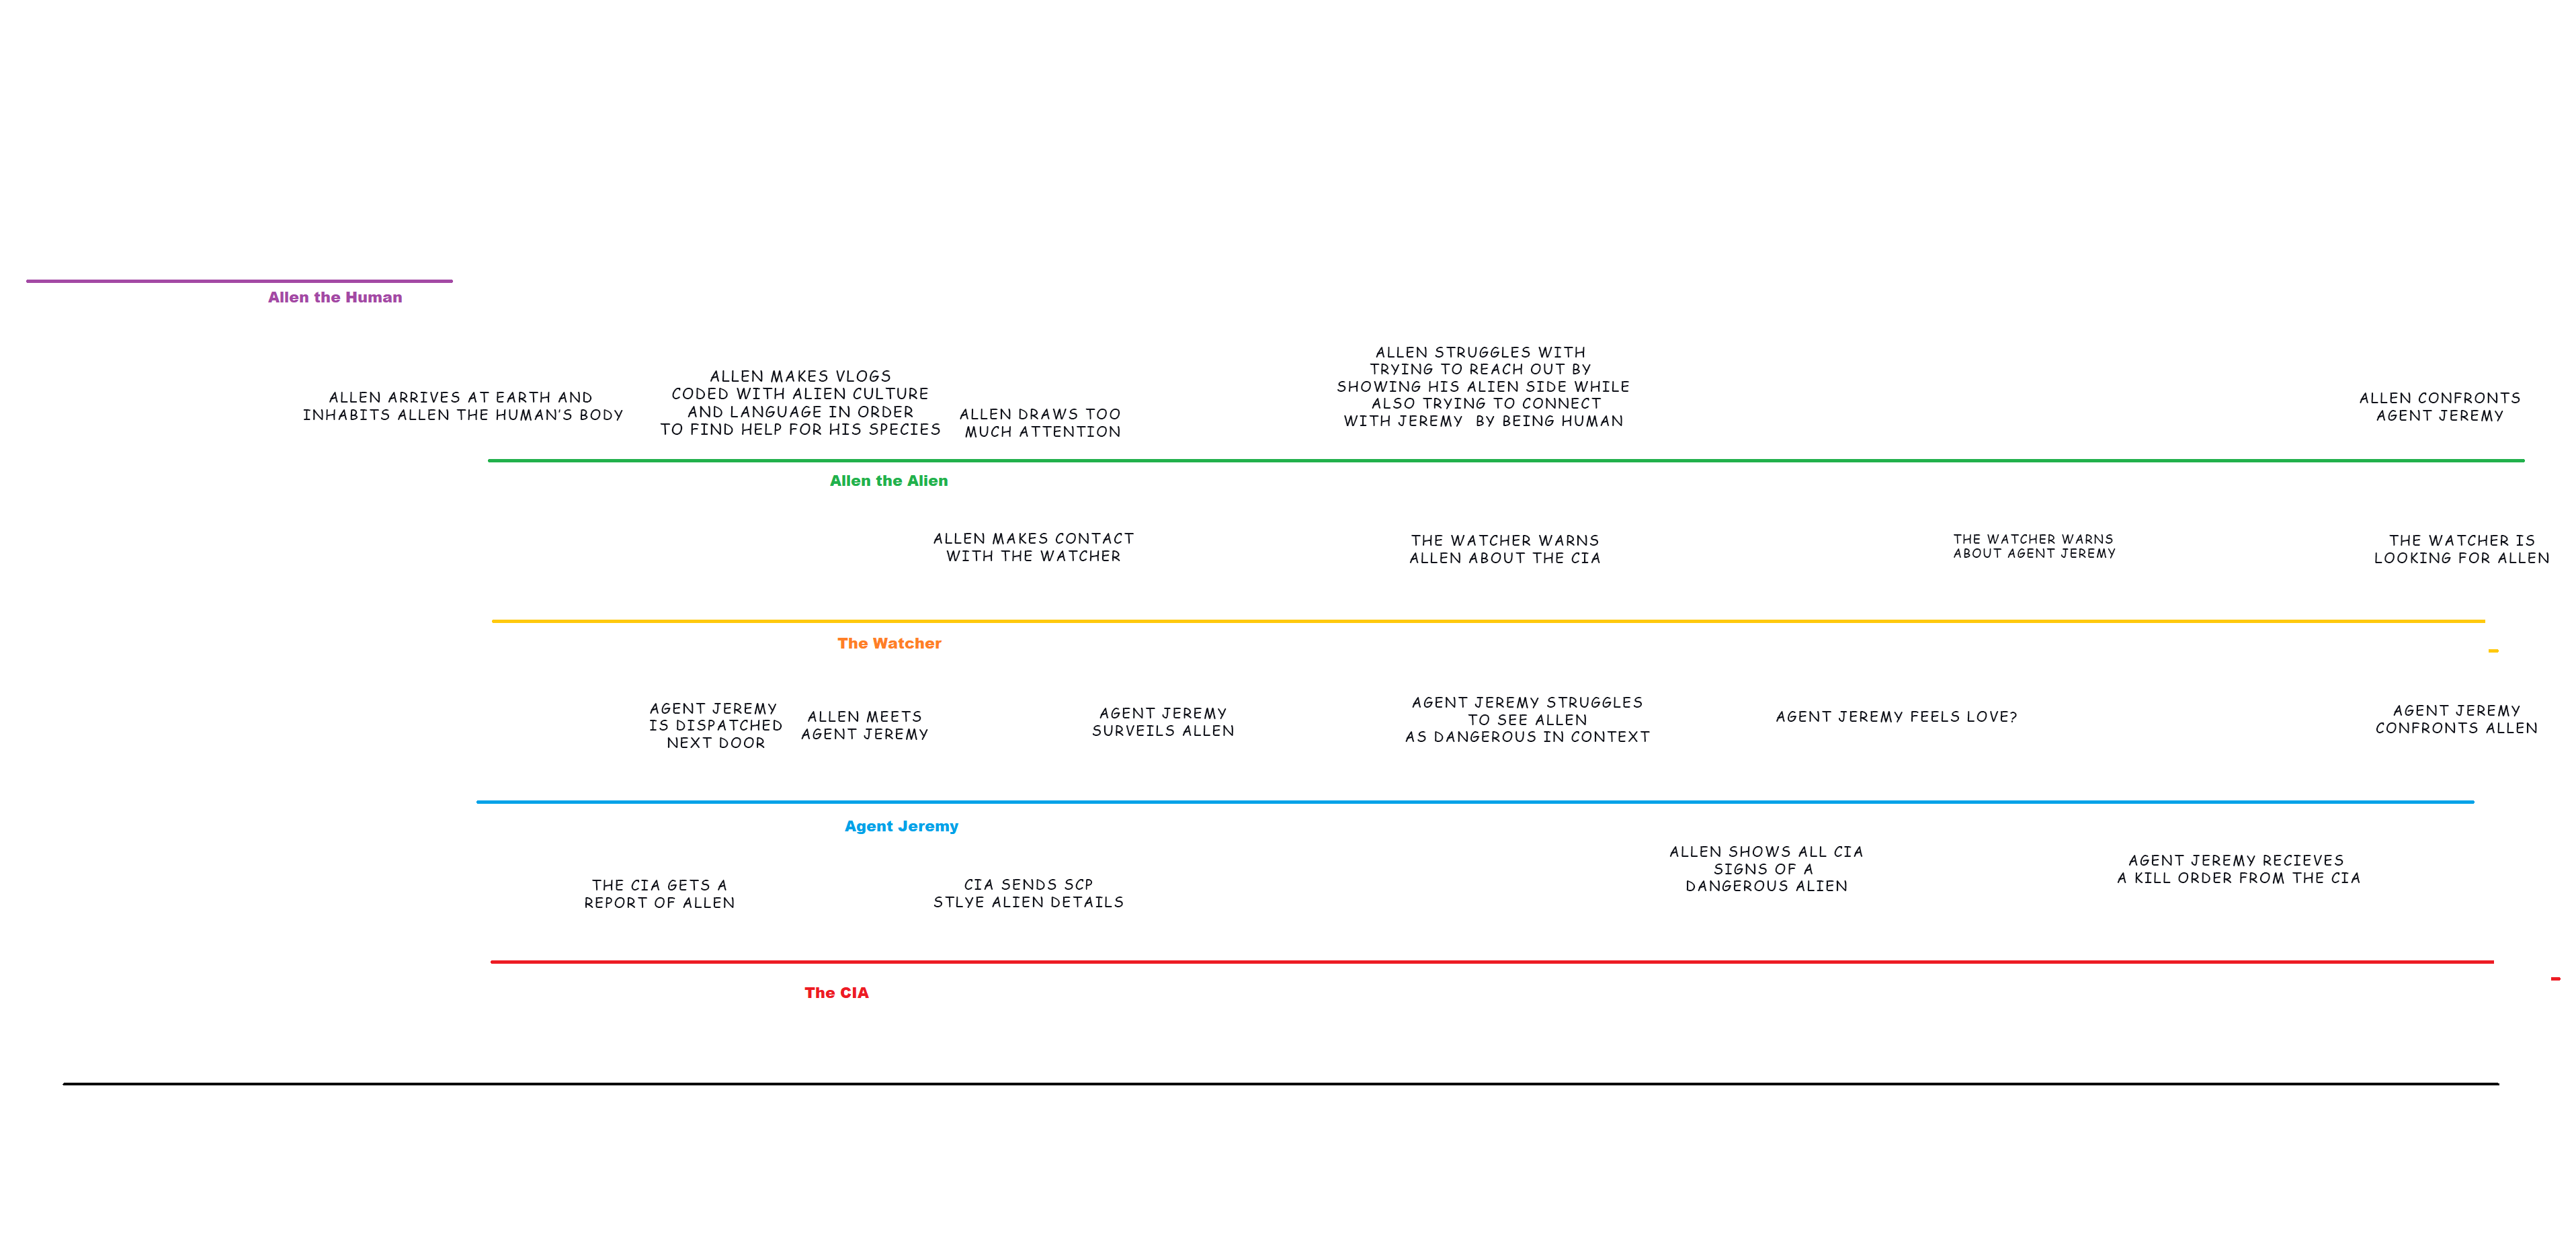 Allen the Human
ALLEN ARRIVES AT EARTH AND
INHABITS ALLEN THE HUMAN'S BODY
ALLEN MAKES VLOGS
CODED WITH ALIEN CULTURE
AND LANGUAGE IN ORDER
TO FIND HELP FOR HIS SPECIES
ALLEN DRAWS TOO
MUCH ATTENTION
ALLEN STRUGGLES WITH
TRYING TO REACH OUT BY
SHOWING HIS ALIEN SIDE WHILE
ALSO TRYING TO CONNECT
WITH JEREMY BY BEING HUMAN
ALLEN CONFRONTS
AGENT JEREMY
Allen the Alien
ALLEN MAKES CONTACT
WITH THE WATCHER
THE WATCHER WARNS
ALLEN ABOUT THE CIA
THE WATCHER WARNS
ABOUT AGENT JEREMY
THE WATCHER IS
LOOKING FOR ALLEN
The Watcher
AGENT JEREMY
IS DISPATCHED
NEXT DOOR
ALLEN MEETS
AGENT JEREMY
AGENT JEREMY
SURVEILS ALLEN
AGENT JEREMY STRUGGLES
TO SEE ALLEN
AS DANGEROUS IN CONTEXT
AGENT JEREMY FEELS LOVE?
AGENT JEREMY
CONFRONTS ALLEN
Agent Jeremy
THE CIA GETS A
REPORT OF ALLEN
CIA SENDS SCP
STLYE ALIEN DETAILS
ALLEN SHOWS ALL CIA
SIGNS OF A
DANGEROUS ALIEN
AGENT JEREMY RECIEVES
A KILL ORDER FROM THE CIA
The CIA